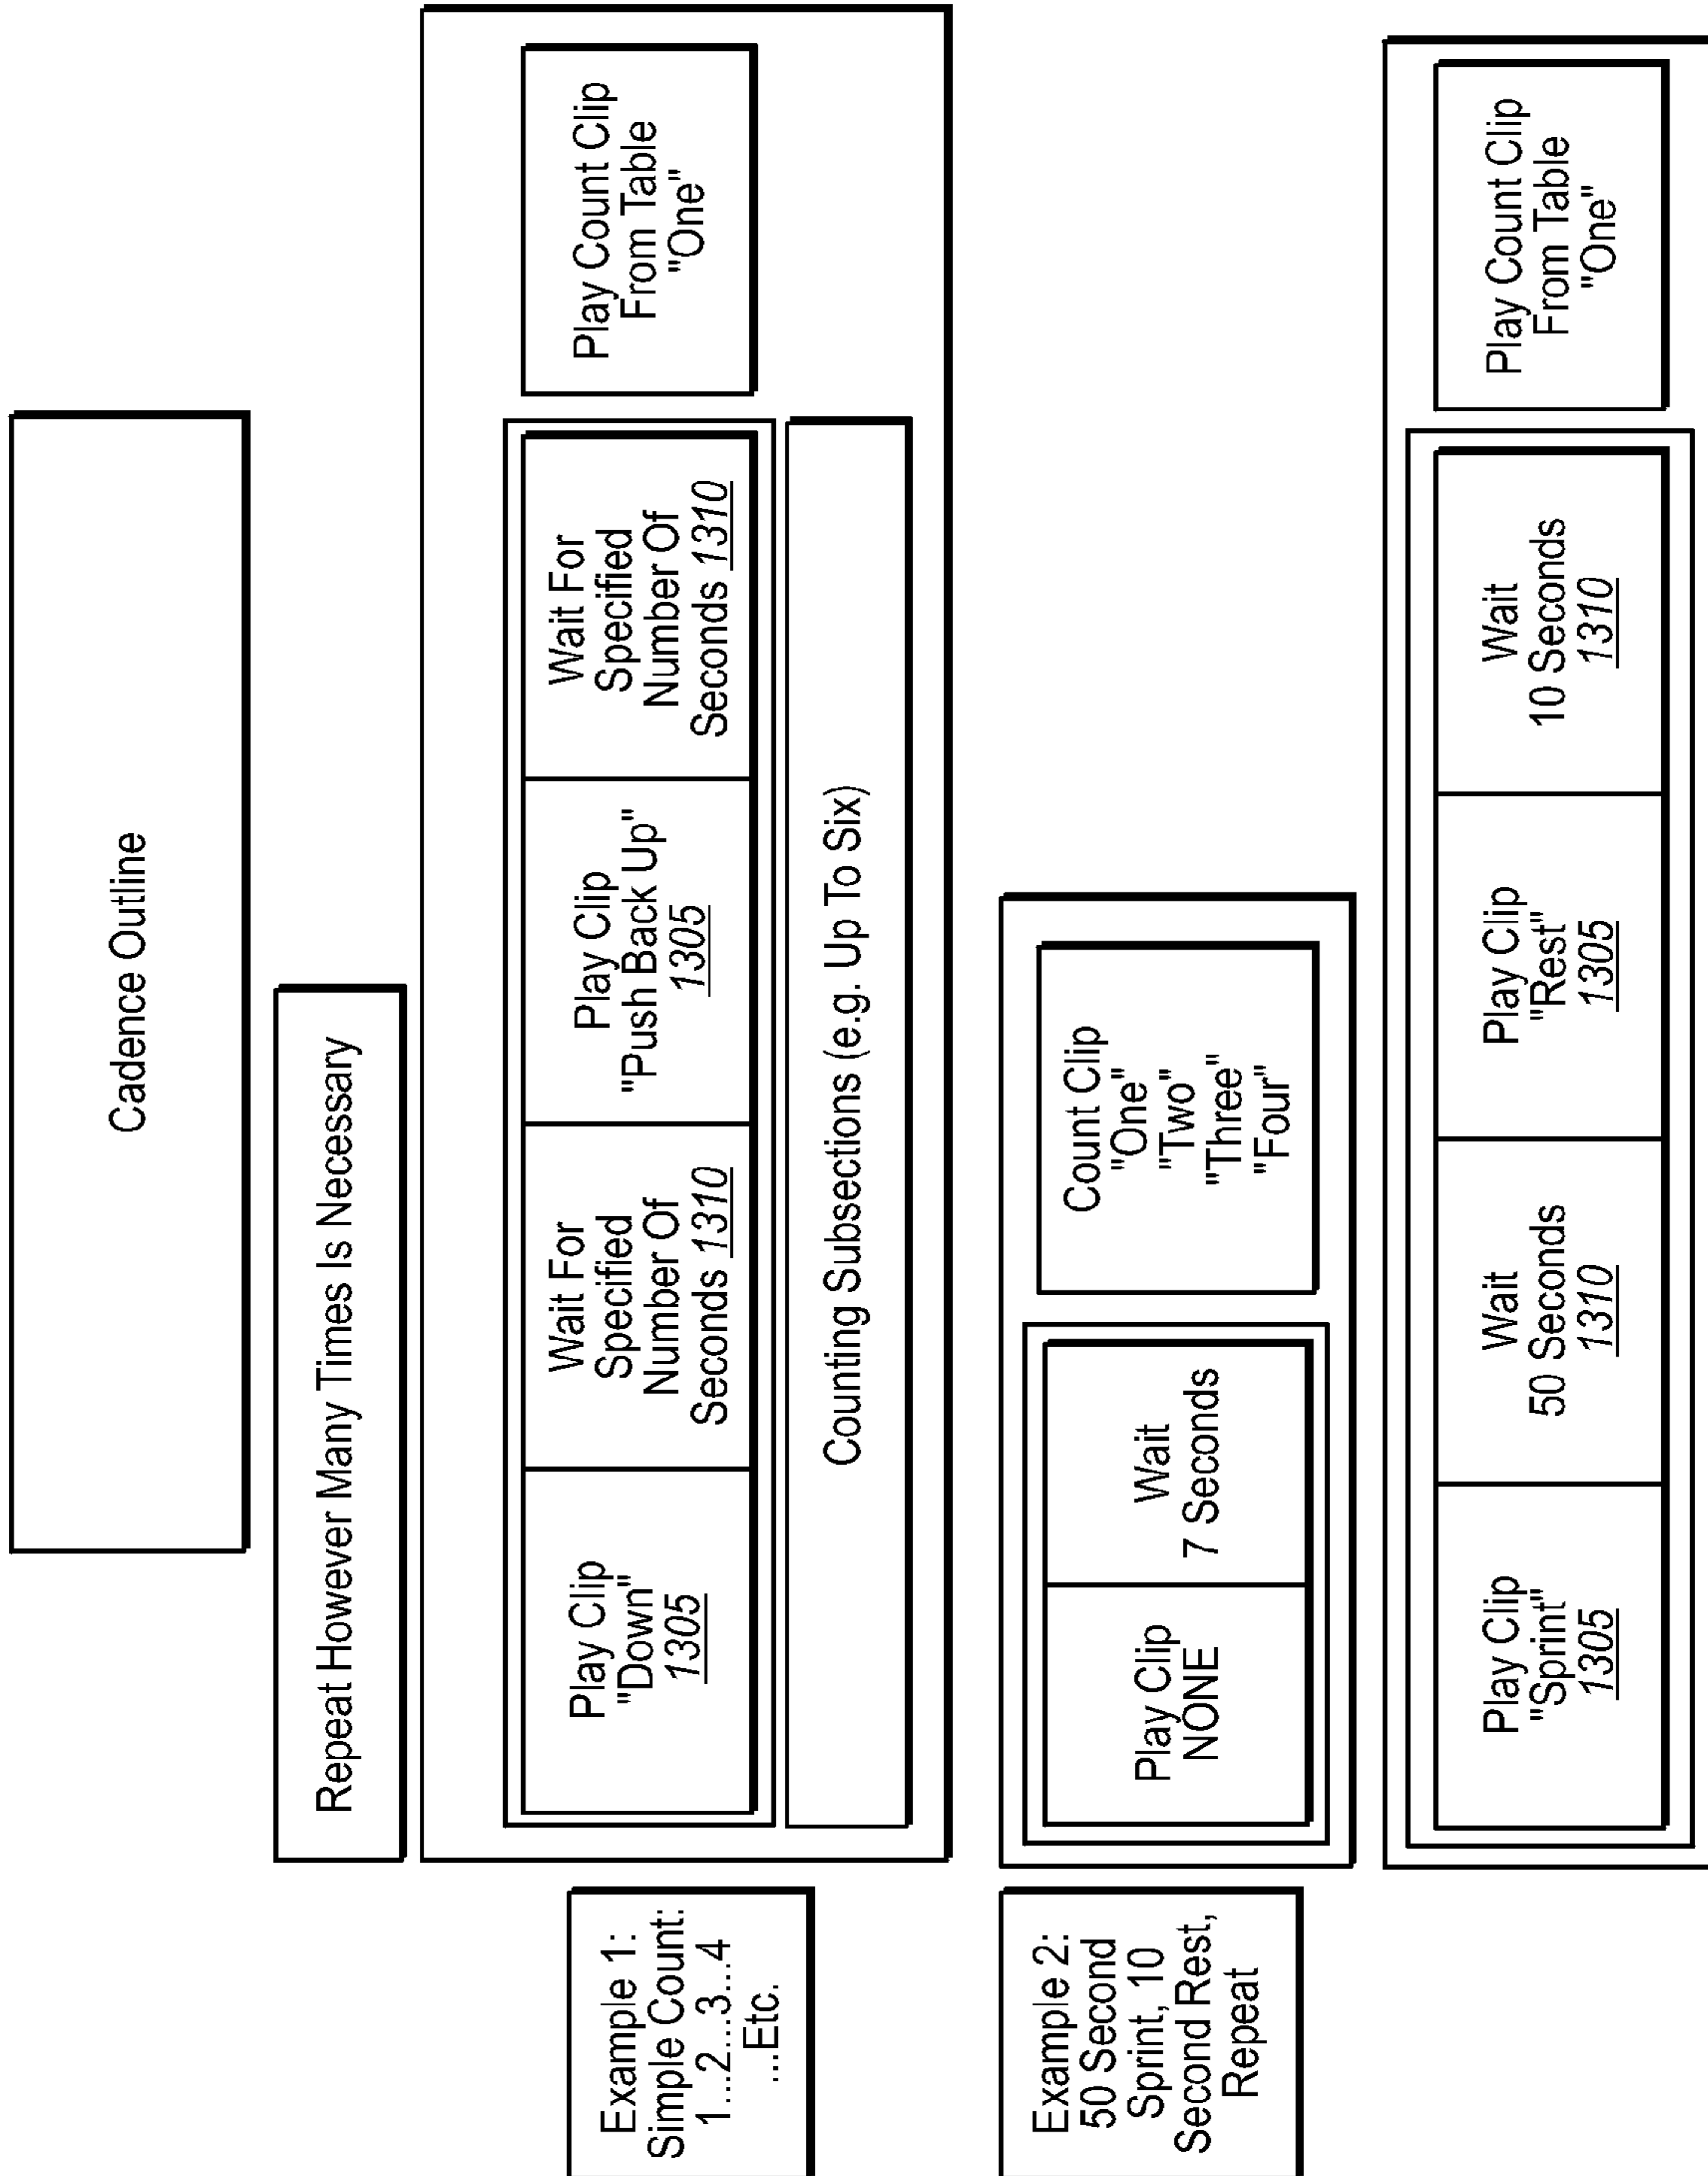 Cadence Outline
Repeat However Many Times Is Necessary
Play Clip
"Down"
1305
Wait For
Specified
Number Of
Seconds 1310
Play Clip
"Push Back Up"
1305
Wait For
Specified
Number Of
Seconds 1310
Play Count Clip
From Table
"One"
Counting Subsections (e.g. Up To Six)
Example 1:
Simple Count:
1...2...3...4
...Etc.
Play Clip
NONE
Wait
7 Seconds
Count Clip
"One"
"Two"
"Three"
"Four"
Example 2:
50 Second
Sprint, 10
Second Rest,
Repeat
Play Clip
"Sprint"
1305
Wait
50 Seconds
1310
Play Clip
"Rest"
1305
Wait
10 Seconds
1310
Play Count Clip
From Table
"One"